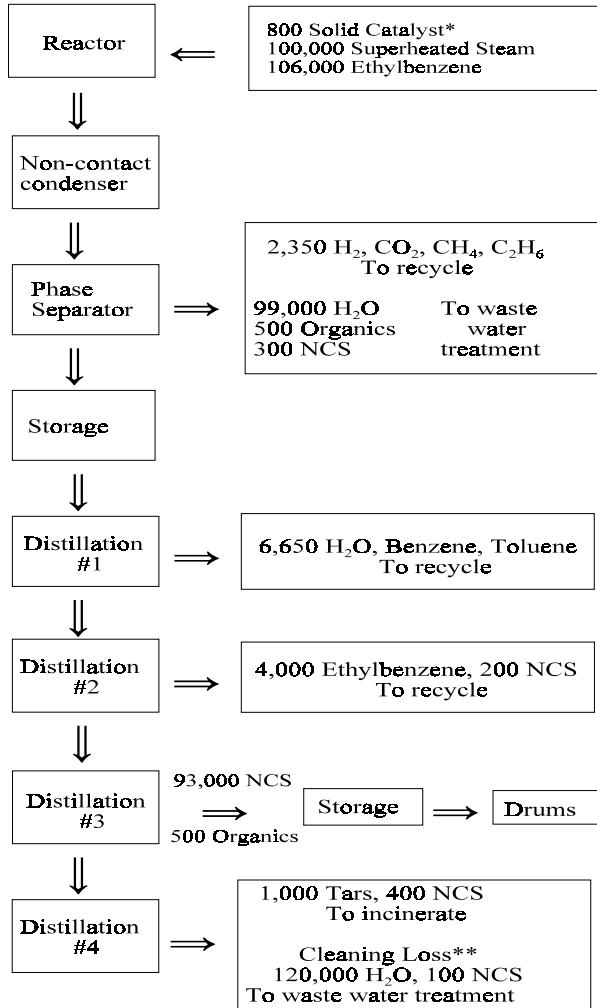 Reactor
800 Solid Catalyst*
100,000 Superheated Steam
106,000 Ethylbenzene
Non-contact
condenser
2,350 H₂, CO₂, CH₄, C₂H₆
To recycle
Phase
Separator
99,000 H₂O To waste
500 Organics water
300 NCS treatment
Storage
Distillation
#1
6,650 H₂O, Benzene, Toluene
To recycle
Distillation
#2
4,000 Ethylbenzene, 200 NCS
To recycle
Distillation
#3
93,000 NCS
500 Organics
Storage
Drums
Distillation
#4
1,000 Tars, 400 NCS
To incinerate
Cleaning Loss**
120,000 H₂O, 100 NCS
To waste water treatment